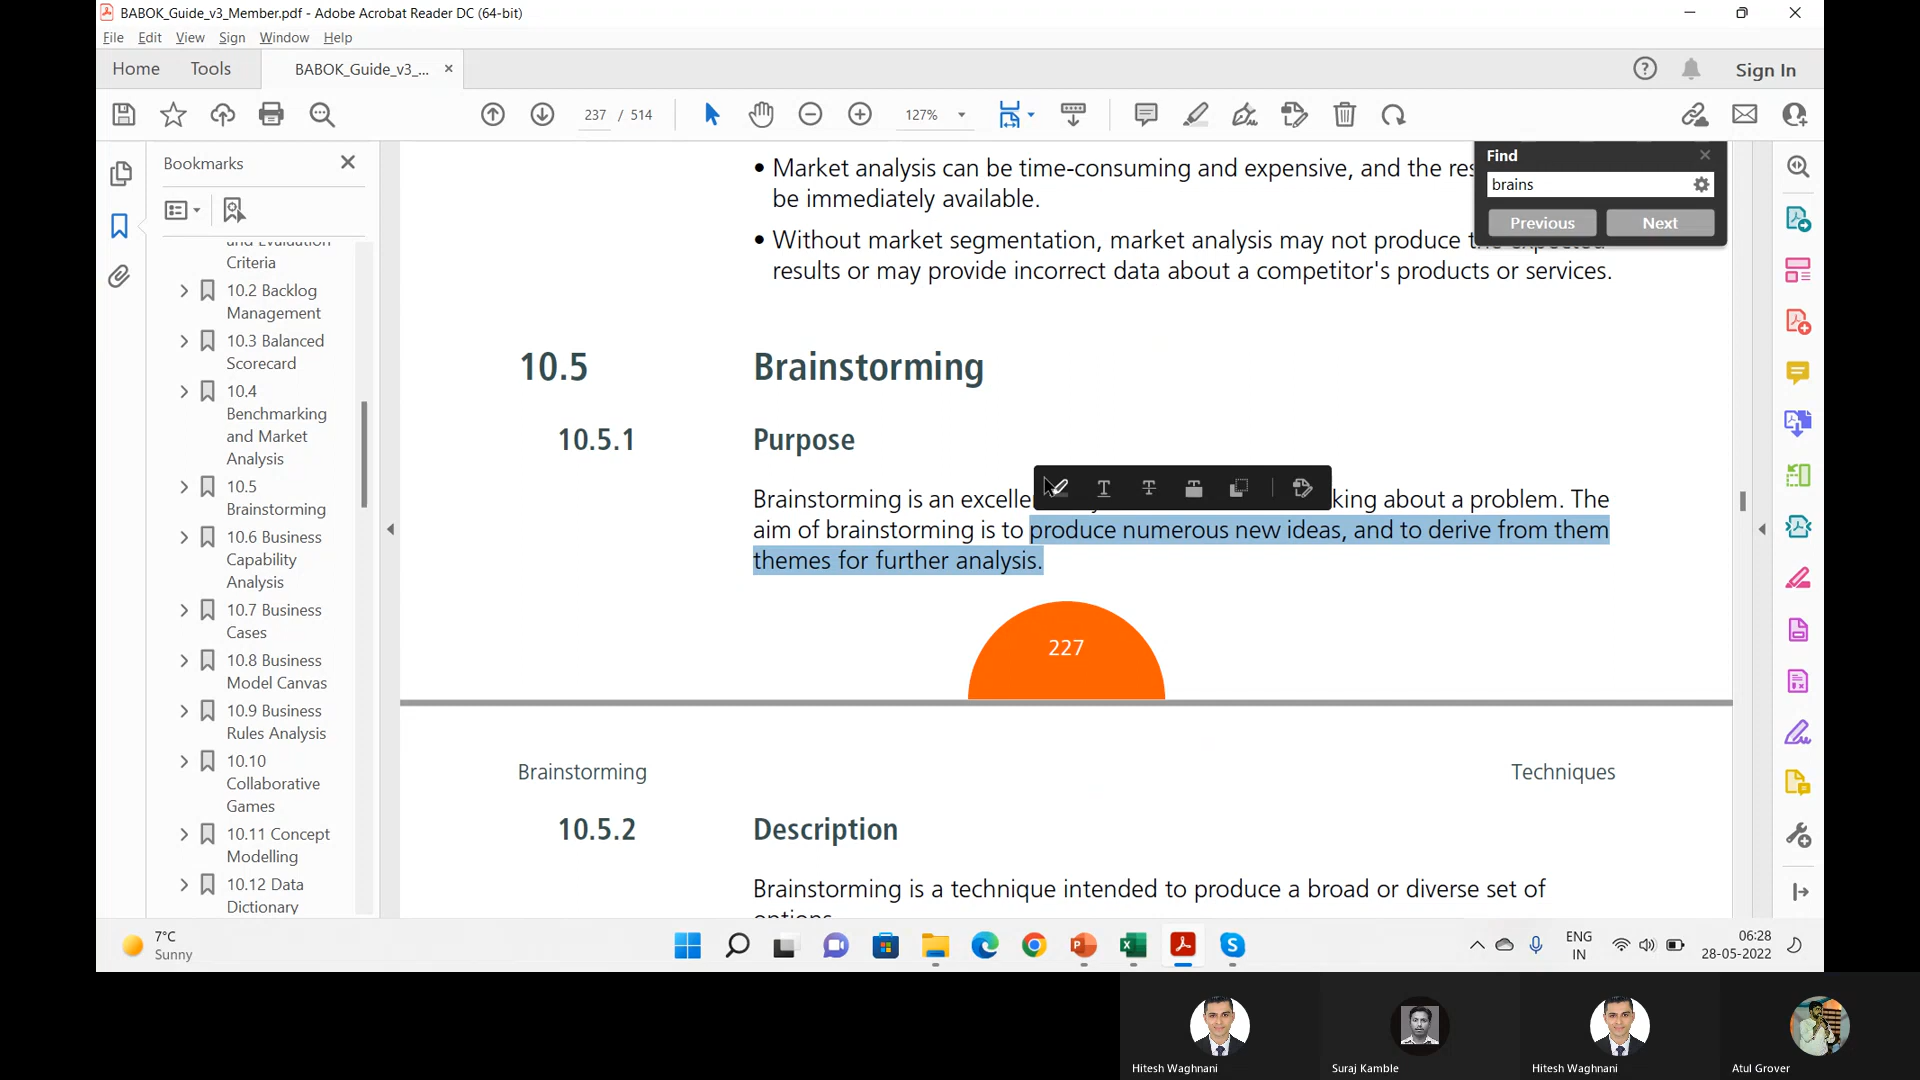 BABOK_Guide_v3_Member.pdf - Adobe Acrobat Reader DC (64-bit)
File Edit View Sign Window Help
Home Tools BABOK_Guide_v3_... × Sign In
237 / 514 127%
Bookmarks
and Evaluation
Criteria
10.2 Backlog
Management
10.3 Balanced
Scorecard
10.4
Benchmarking
and Market
Analysis
10.5
Brainstorming
10.6 Business
Capability
Analysis
10.7 Business
Cases
10.8 Business
Model Canvas
10.9 Business
Rules Analysis
10.10
Collaborative
Games
10.11 Concept
Modelling
10.12 Data
Dictionary
• Market analysis can be time-consuming and expensive, and the
be immediately available.
• Without market segmentation, market analysis may not produce the expected
results or may provide incorrect data about a competitor's products or services.
Find
brains
Previous Next
10.5 Brainstorming
10.5.1 Purpose
Brainstorming is an about a problem. The
aim of brainstorming is to produce numerous new ideas, and to derive from them
themes for further analysis.
227
Brainstorming Techniques
10.5.2 Description
Brainstorming is a technique intended to produce a broad or diverse set of
options.
7°C
Sunny
ENG
IN
06:28
28-05-2022
Hitesh Waghnani Suraj Kamble Hitesh Waghnani Atul Grover